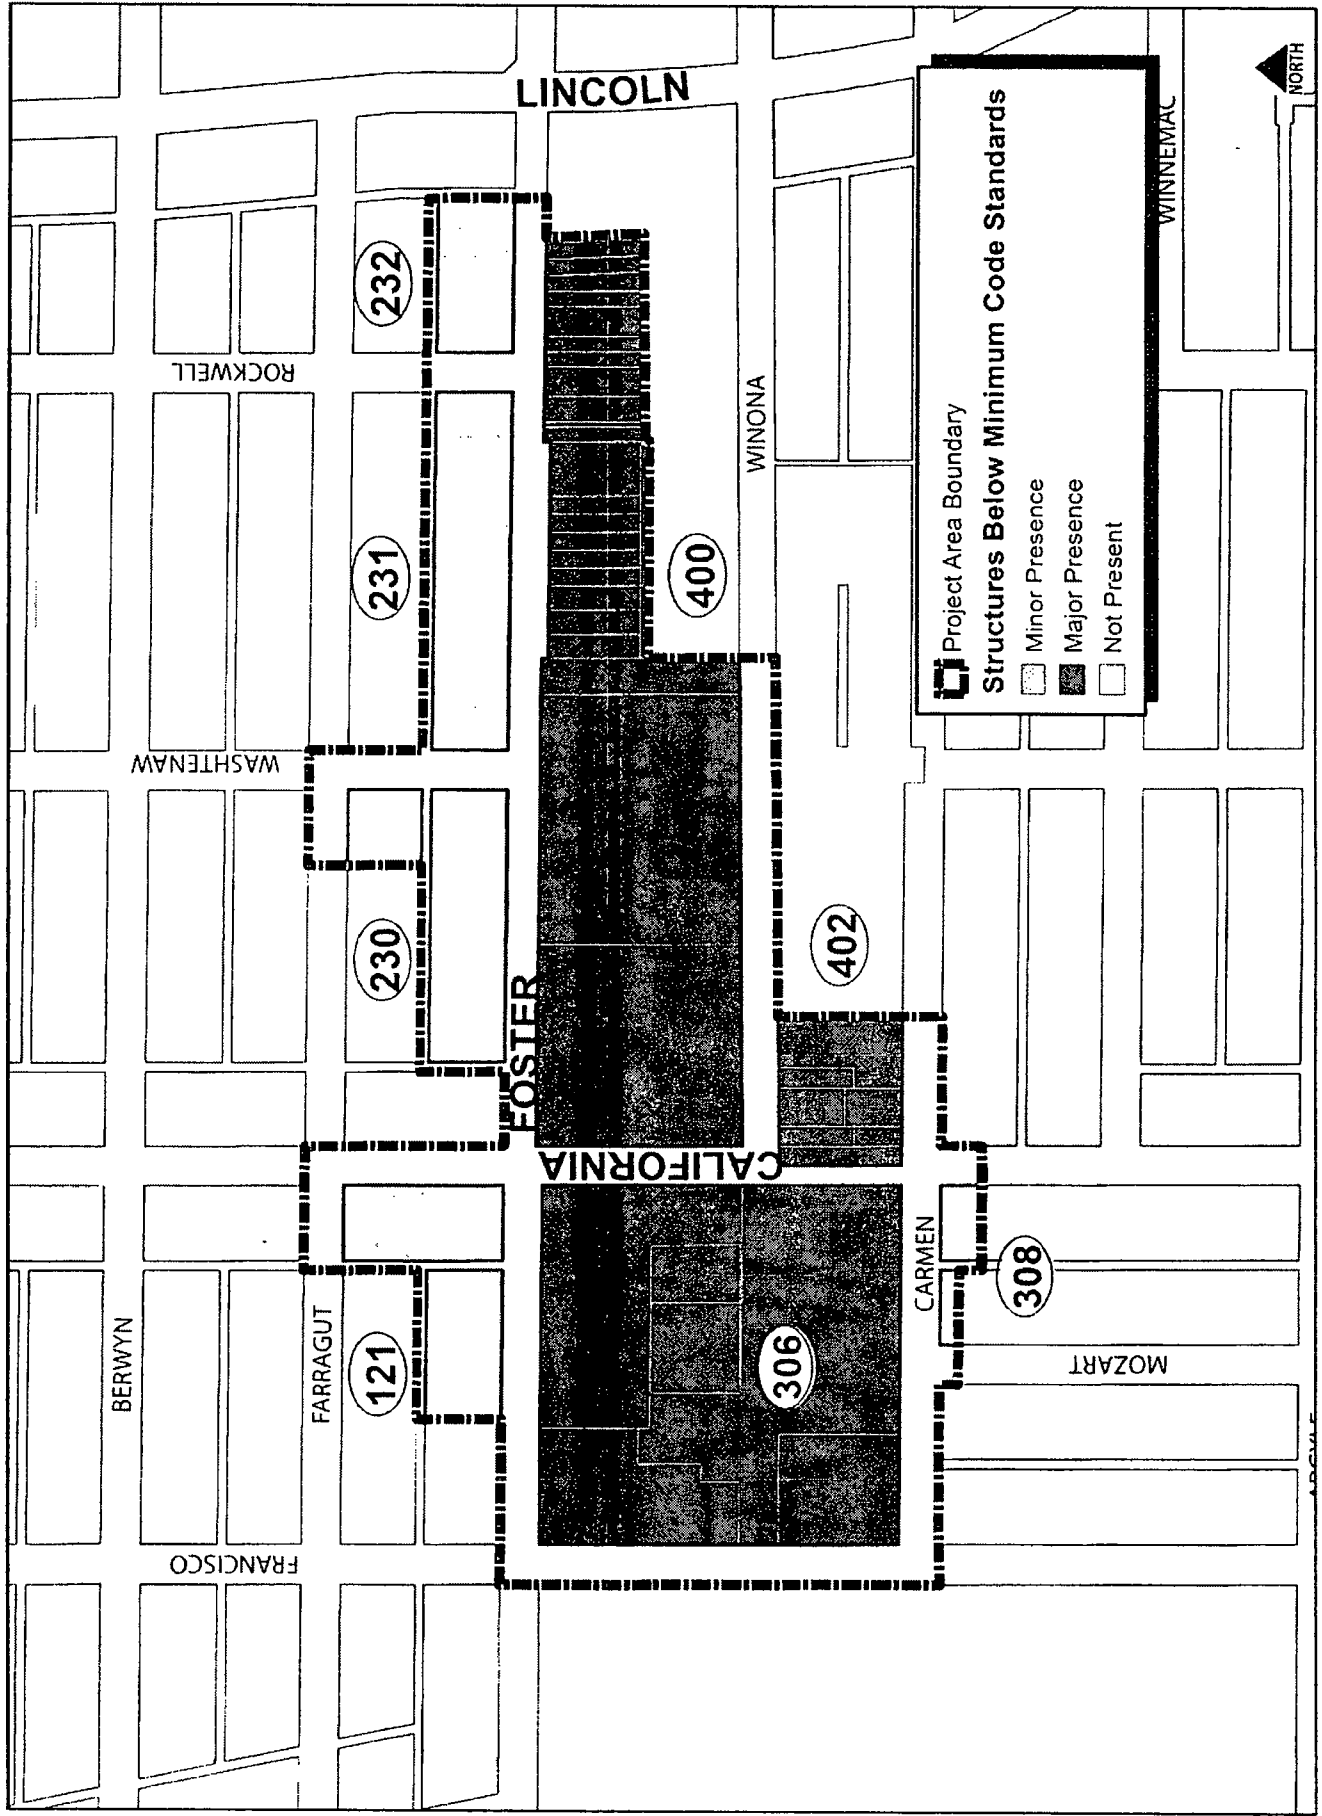 LINCOLN
232
ROCKWELL
231
WINONA
400
WASHTENAW
230
FOSTER
402
CALIFORNIA
BERWYN
FARRAGUT
121
306
CARMEN
308
MOZART
FRANCISCO
WINNEMAC
NORTH
Project Area Boundary
Structures Below Minimum Code Standards
Minor Presence
Major Presence
Not Present